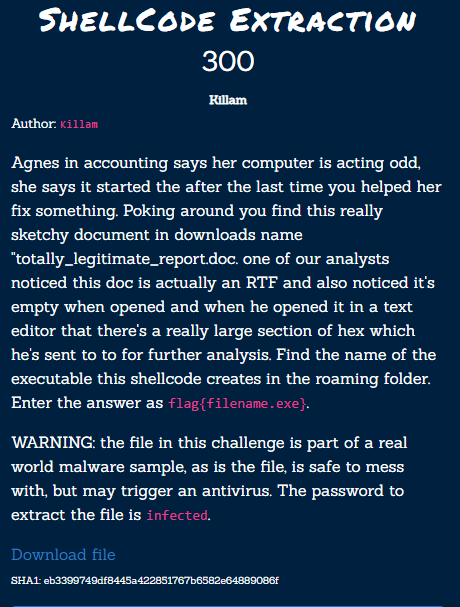 ShellCode Extraction
300
Killam
Author: Killam
Agnes in accounting says her computer is acting odd,
she says it started the after the last time you helped her
fix something. Poking around you find this really
sketchy document in downloads name
"totally_legitimate_report.doc. one of our analysts
noticed this doc is actually an RTF and also noticed it's
empty when opened and when he opened it in a text
editor that there's a really large section of hex which
he's sent to to for further analysis. Find the name of the
executable this shellcode creates in the roaming folder.
Enter the answer as flag{filename.exe}.
WARNING: the file in this challenge is part of a real
world malware sample, as is the file, is safe to mess
with, but may trigger an antivirus. The password to
extract the file is infected.
Download file
SHA1: eb3399749df8445a422851767b6582e64889086f